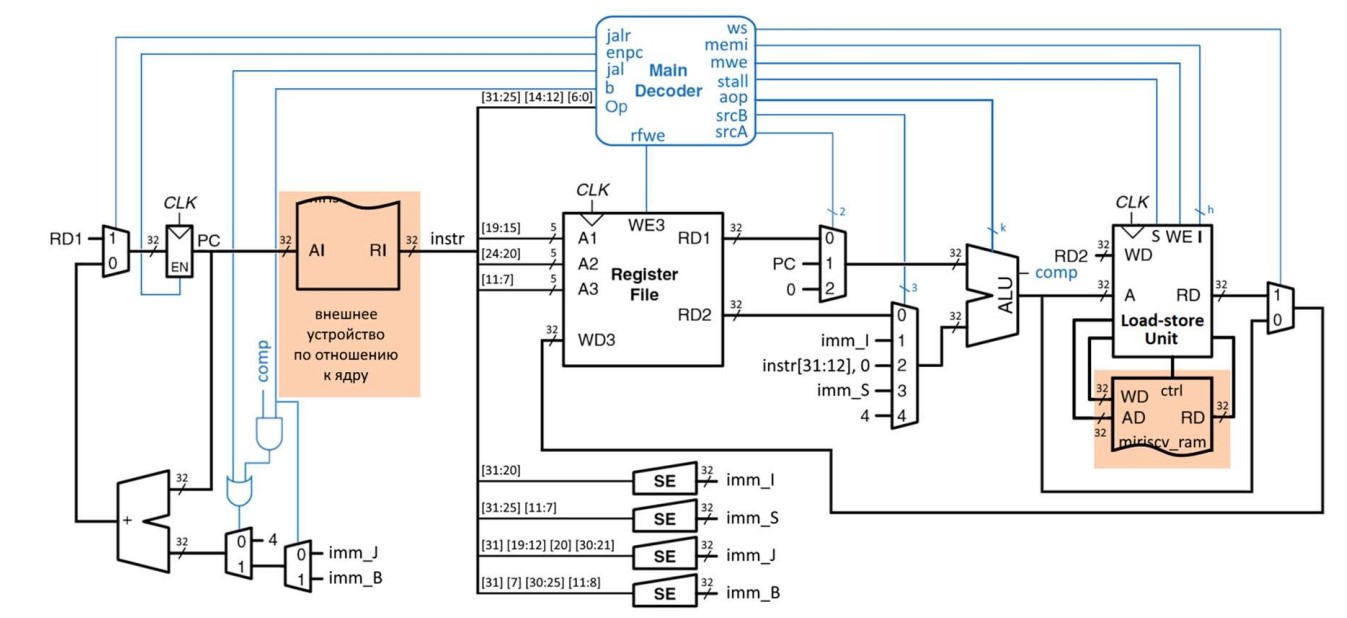 jalr
enpc
jal
b
Op
Main
Decoder
rfwe
ws
memi
mwe
stall
aop
srcB
srcA
[31:25] [14:12] [6:0]
2
3
k
h
RD1
1
0
32
CLK
EN
PC
32
AI
RI
32
instr
внешнее
устройство
по отношению
к ядру
[19:15]
5
[24:20]
5
[11:7]
5
CLK
WE3
A1
A2
A3
WD3
32
Register
File
RD1
32
RD2
32
0
PC
1
0
2
0
imm_I
1
instr[31:12], 0
2
imm_S
3
4
4
32
32
ALU
comp
CLK
S WE I
RD2
32
WD
32
A
RD
32
Load-store
Unit
1
0
ctrl
32
WD
32
AD
RD
32
miriscv_ram
comp
32
+
32
0
4
1
0
imm_J
1
imm_B
[31:20]
SE
32
imm_I
[31:25] [11:7]
SE
32
imm_S
[31] [19:12] [20] [30:21]
SE
32
imm_J
[31] [7] [30:25] [11:8]
SE
32
imm_B